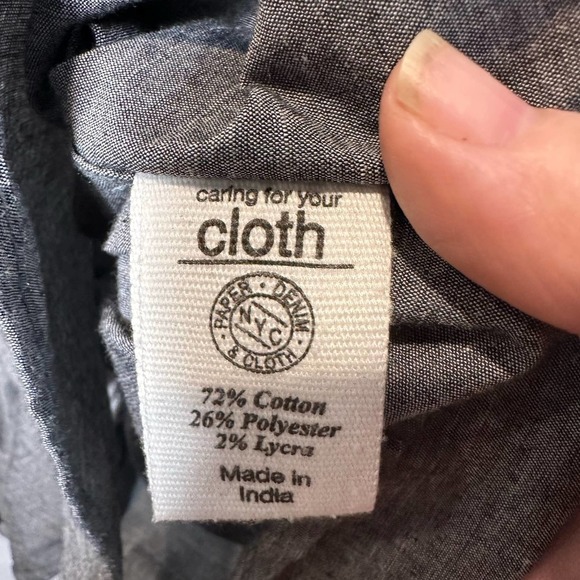 caring for your
cloth
PAPER · DENIM
NYC
& CLOTH
72% Cotton
26% Polyester
2% Lycra
Made in
India